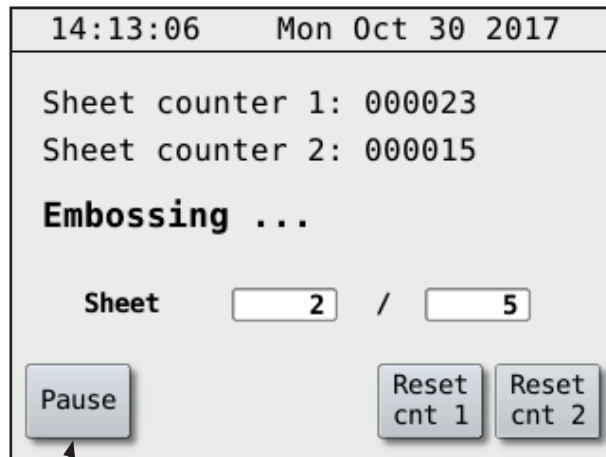 14:13:06 Mon Oct 30 2017
Sheet counter 1: 000023
Sheet counter 2: 000015
Embossing ...
Sheet 2 / 5
Pause
Reset cnt 1
Reset cnt 2